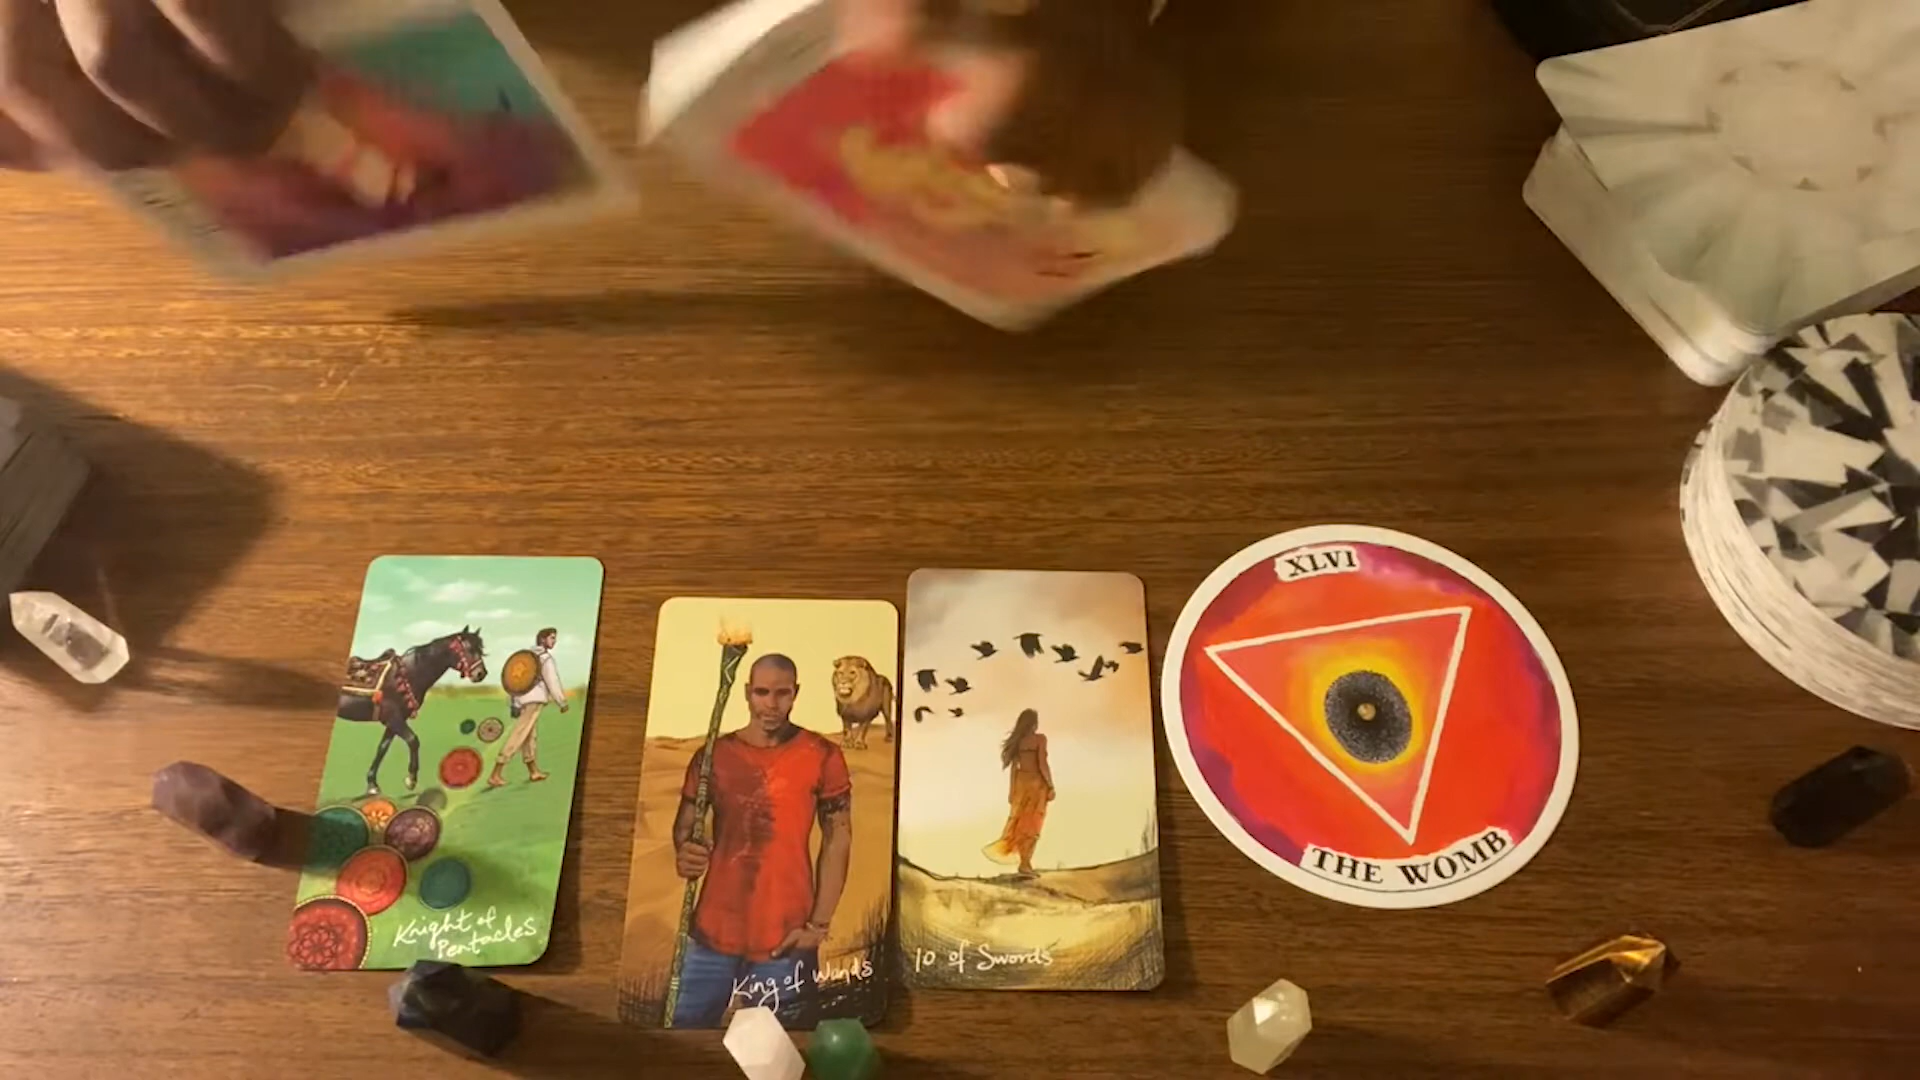 Knight of
Pentacles
King of Wands
10 of Swords
XLVI
THE WOMB